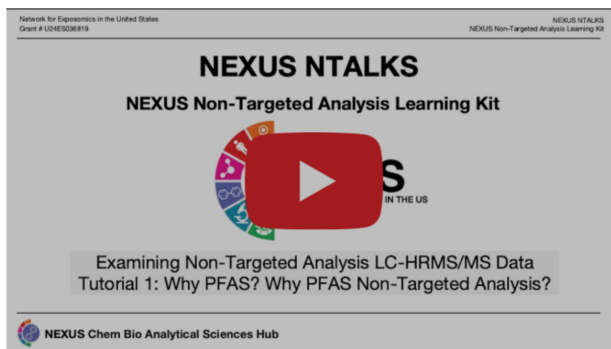 Network for Exposomics in the United States
Grant # U24ES036819
NEXUS NTALKS
NEXUS Non-Targeted Analysis Learning Kit
NEXUS NTALKS
NEXUS Non-Targeted Analysis Learning Kit
S
IN THE US
Examining Non-Targeted Analysis LC-HRMS/MS Data
Tutorial 1: Why PFAS? Why PFAS Non-Targeted Analysis?
NEXUS Chem Bio Analytical Sciences Hub